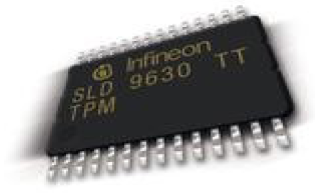 Infineon
SLD 9630 TT
TPM